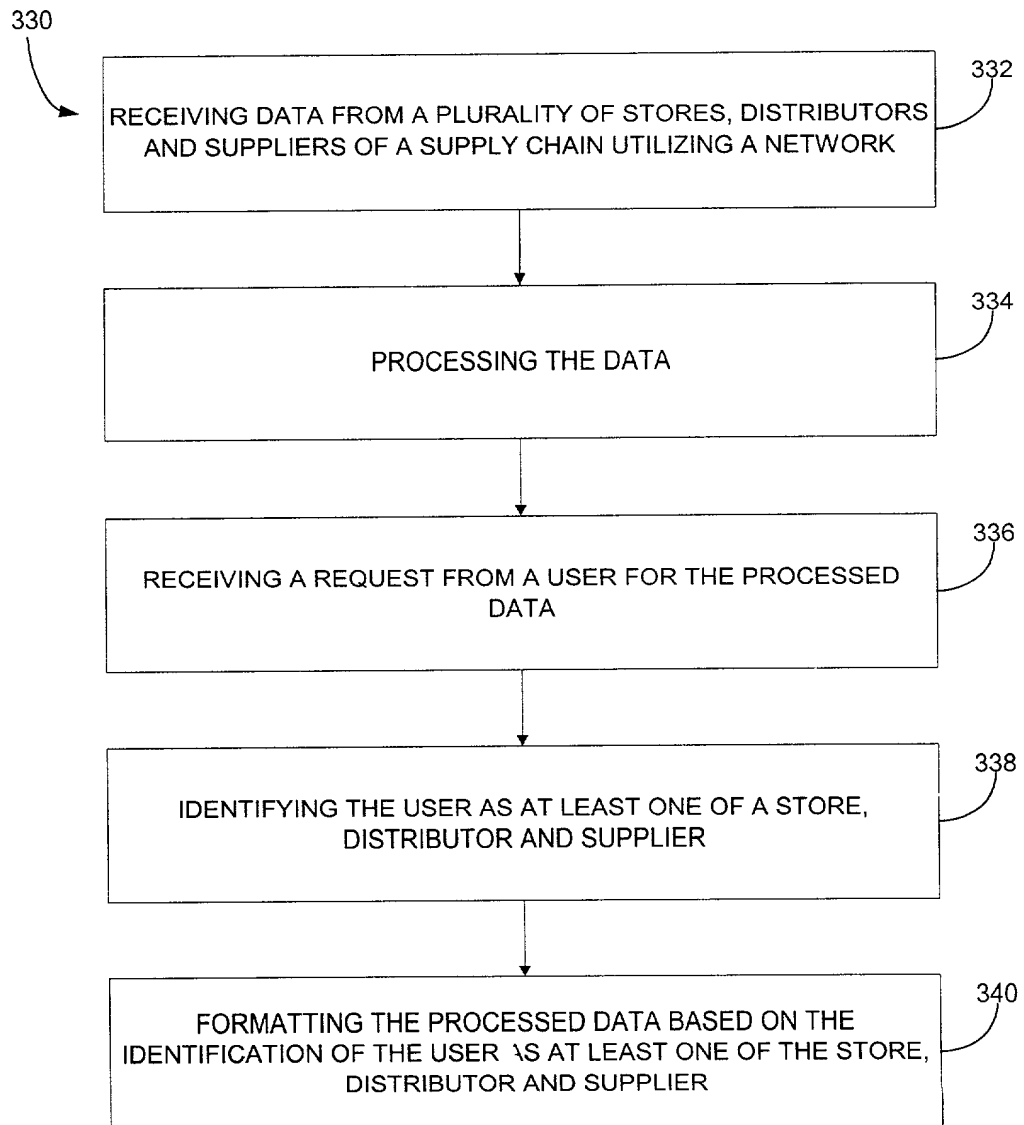 330
332
RECEIVING DATA FROM A PLURALITY OF STORES, DISTRIBUTORS
AND SUPPLIERS OF A SUPPLY CHAIN UTILIZING A NETWORK
334
PROCESSING THE DATA
336
RECEIVING A REQUEST FROM A USER FOR THE PROCESSED
DATA
338
IDENTIFYING THE USER AS AT LEAST ONE OF A STORE,
DISTRIBUTOR AND SUPPLIER
340
FORMATTING THE PROCESSED DATA BASED ON THE
IDENTIFICATION OF THE USER AS AT LEAST ONE OF THE STORE,
DISTRIBUTOR AND SUPPLIER